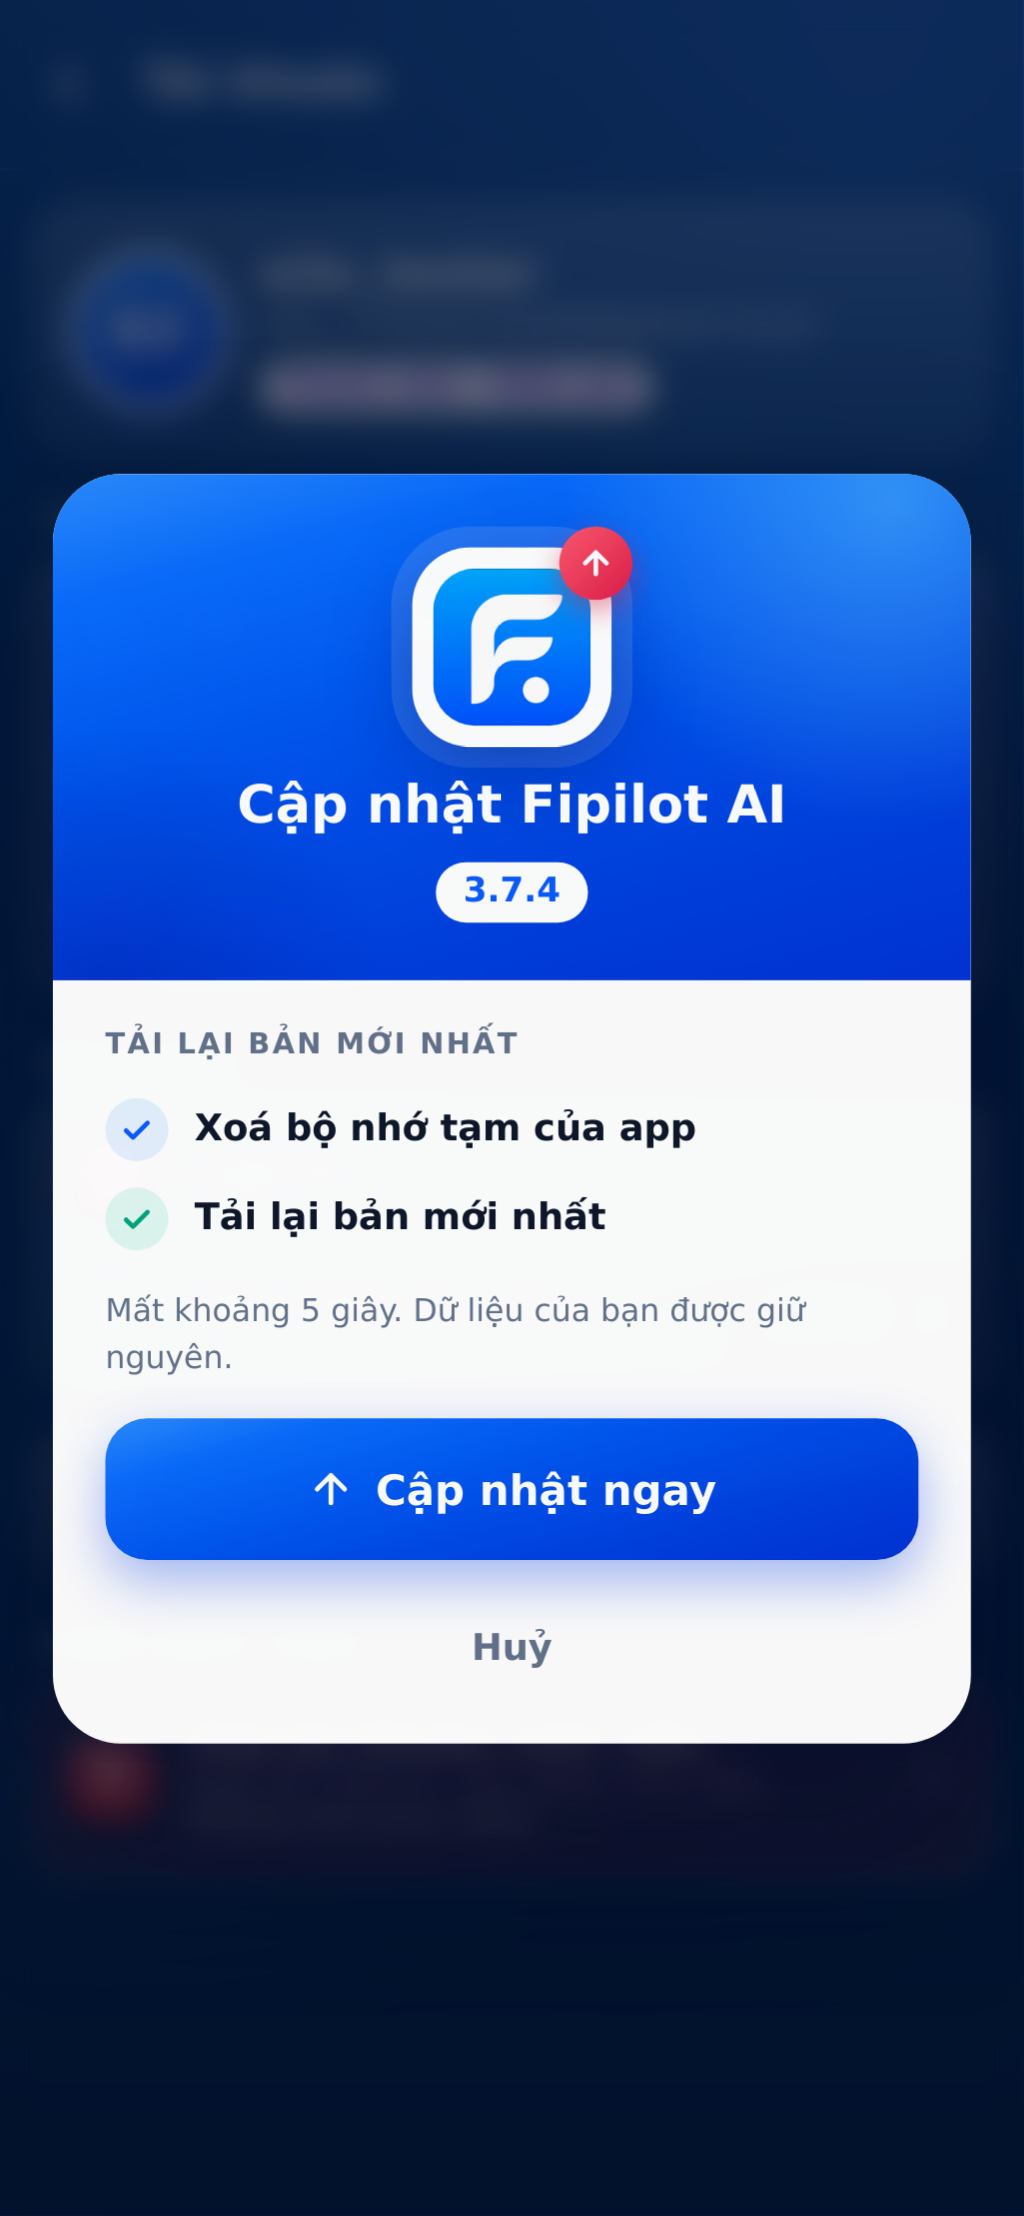 Cập nhật Fipilot AI
3.7.4
TẢI LẠI BẢN MỚI NHẤT
Xoá bộ nhớ tạm của app
Tải lại bản mới nhất
Mất khoảng 5 giây. Dữ liệu của bạn được giữ
nguyên.
Cập nhật ngay
Huỷ